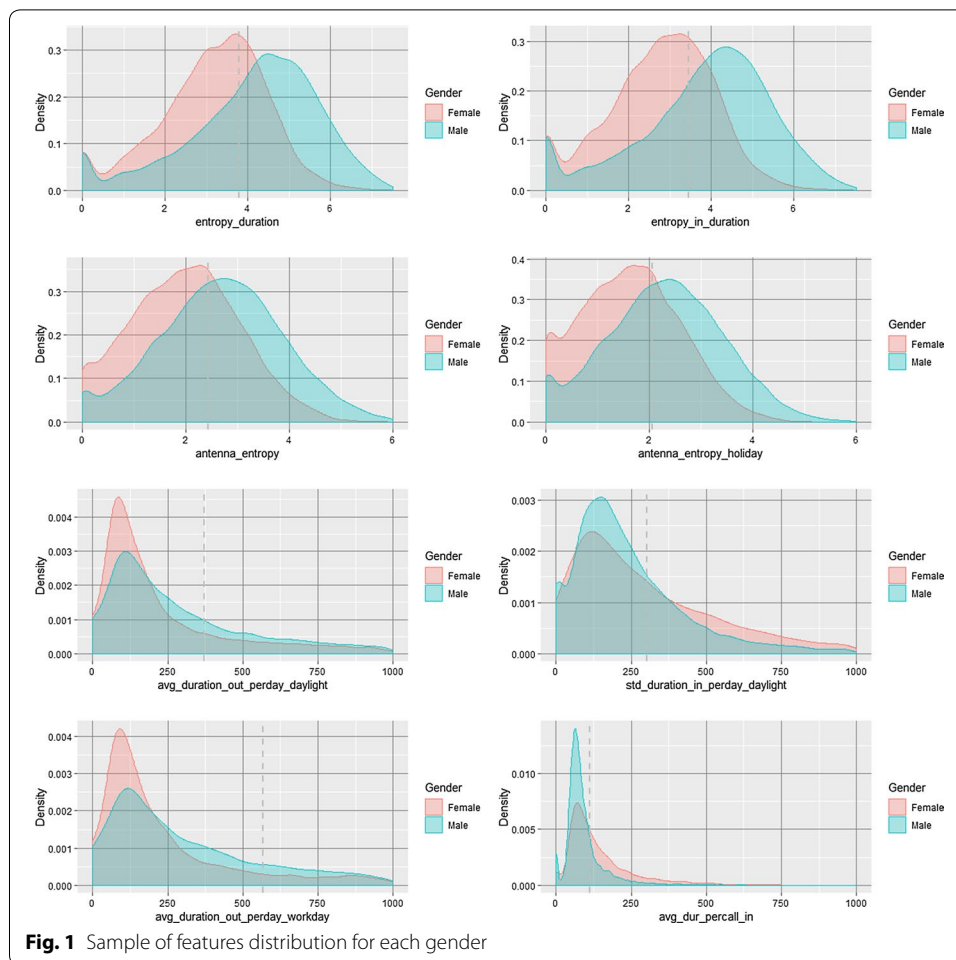 Density
0.3
0.2
0.1
0.0
0
2
4
6
entropy_duration
Gender
Female
Male
Density
0.3
0.2
0.1
0.0
0
2
4
6
entropy_in_duration
Gender
Female
Male
Density
0.3
0.2
0.1
0.0
0
2
4
6
antenna_entropy
Gender
Female
Male
Density
0.4
0.3
0.2
0.1
0.0
0
2
4
6
antenna_entropy_holiday
Gender
Female
Male
Density
0.004
0.003
0.002
0.001
0.000
0
250
500
750
1000
avg_duration_out_perday_daylight
Gender
Female
Male
Density
0.003
0.002
0.001
0.000
0
250
500
750
1000
std_duration_in_perday_daylight
Gender
Female
Male
Density
0.004
0.003
0.002
0.001
0.000
0
250
500
750
1000
avg_duration_out_perday_workday
Gender
Female
Male
Density
0.010
0.005
0.000
0
250
500
750
1000
avg_dur_percall_in
Gender
Female
Male
Fig. 1 Sample of features distribution for each gender